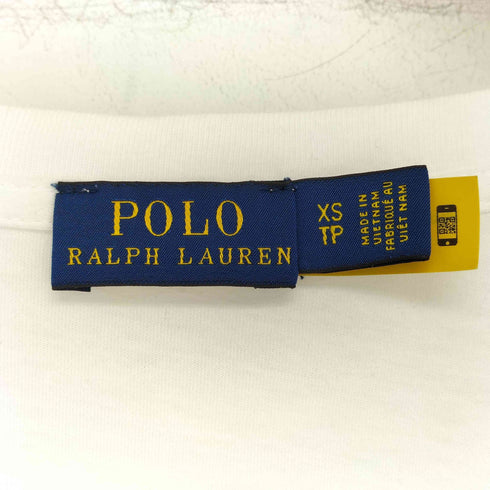 POLO
RALPH LAUREN
XS
TP
MADE IN
VIETNAM
FABRIQUÉ AU
VIÊT NAM